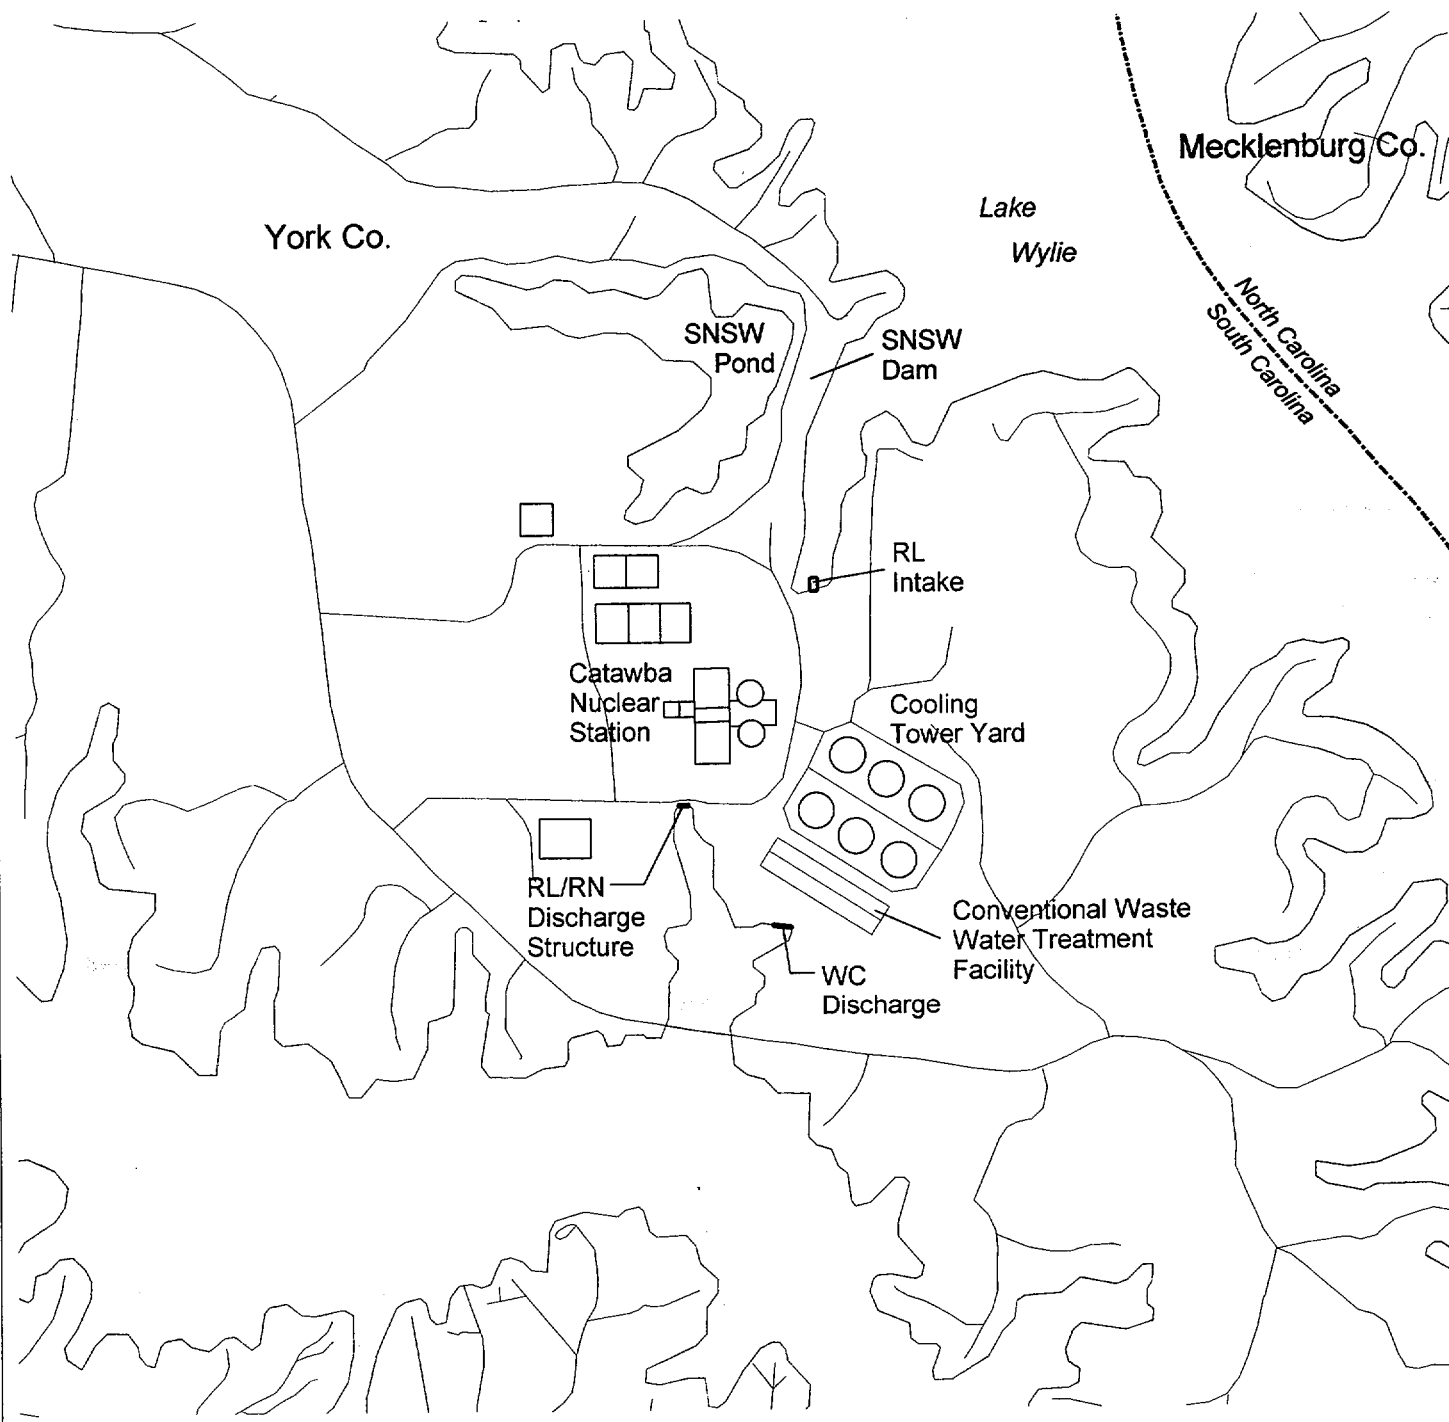 Mecklenburg Co.
Lake
Wylie
York Co.
North Carolina
South Carolina
SNSW
Pond
SNSW
Dam
RL
Intake
Catawba
Nuclear
Station
Cooling
Tower Yard
RL/RN
Discharge
Structure
Conventional Waste
Water Treatment
Facility
WC
Discharge